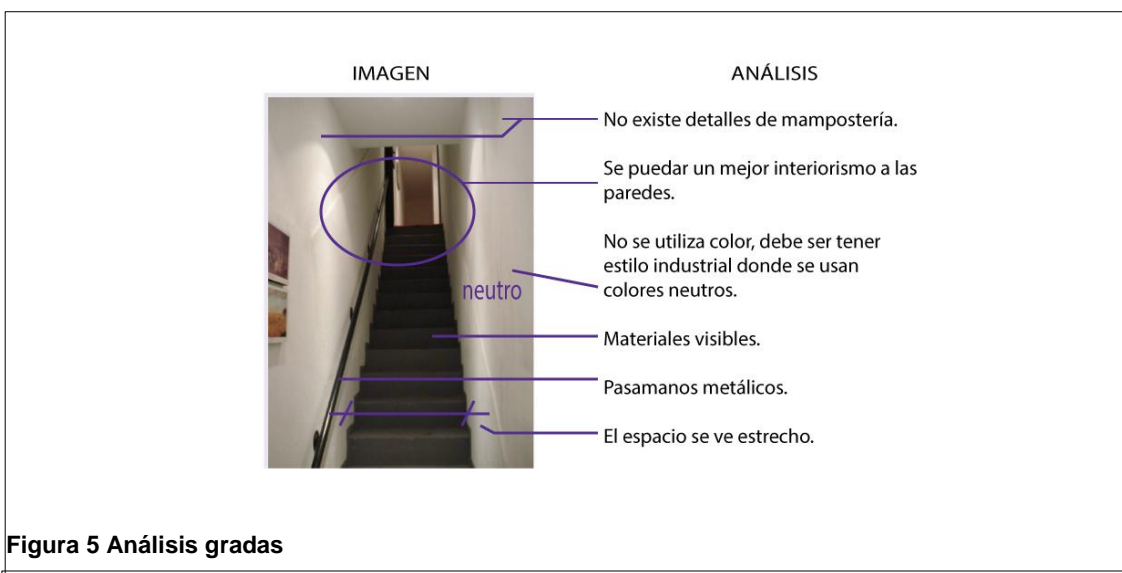 IMAGEN
ANÁLISIS
No existe detalles de mampostería.
Se puedar un mejor interiorismo a las
paredes.
No se utiliza color, debe ser tener
estilo industrial donde se usan
colores neutros.
neutro
Materiales visibles.
Pasamanos metálicos.
El espacio se ve estrecho.
Figura 5 Análisis gradas